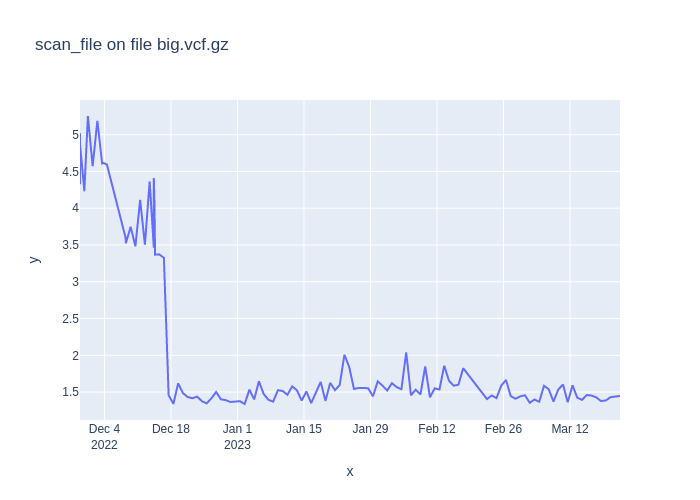 scan_file on file big.vcf.gz
5
4.5
4
3.5
3
2.5
2
1.5
y
Dec 4
2022
Dec 18
Jan 1
2023
Jan 15
Jan 29
Feb 12
Feb 26
Mar 12
x